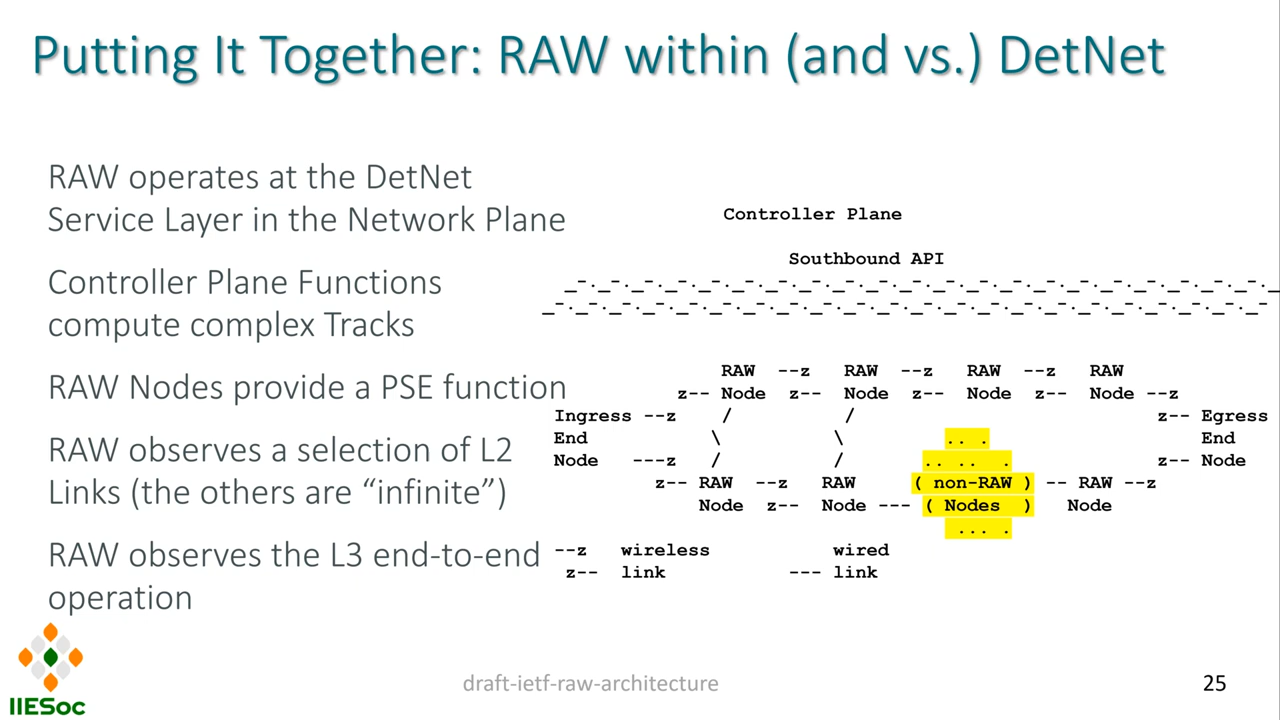 Putting It Together: RAW within (and vs.) DetNet
RAW operates at the DetNet
Service Layer in the Network Plane
Controller Plane Functions
compute complex Tracks
RAW Nodes provide a PSE function
RAW observes a selection of L2
Links (the others are “infinite”)
RAW observes the L3 end-to-end
operation
Controller Plane
Southbound API
_-._-._-._-._-._-._-._-._-._-._-._-._-._-._-._-._-._-._-._-._-._
_-._-._-._-._-._-._-._-._-._-._-._-._-._-._-._-._-._-._-._-._-._-
RAW --z RAW --z RAW --z RAW
z-- Node z-- Node z-- Node z-- Node --z
Ingress --z / / z-- Egress
End \ \ .. . End
Node ---z / / .. .. . z-- Node
z-- RAW --z RAW ( non-RAW ) -- RAW --z
Node z-- Node --- ( Nodes ) Node
... .
--z wireless wired
z-- link --- link
IIESoc
draft-ietf-raw-architecture
25